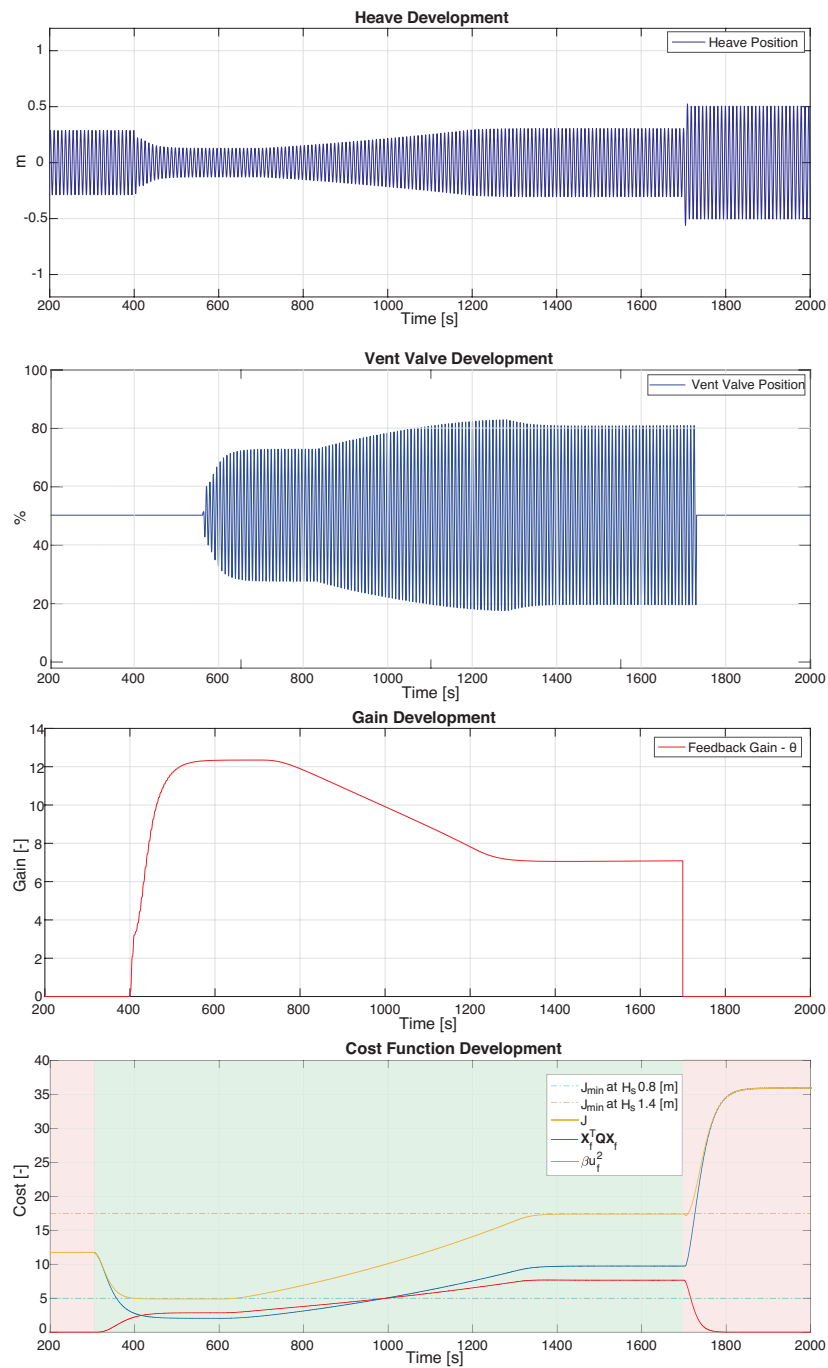 Heave Development
Heave Position
1
0.5
0
-0.5
-1
m
200 400 600 800 1000 1200 1400 1600 1800 2000
Time [s]
Vent Valve Development
Vent Valve Position
100
80
60
40
20
0
%
200 400 600 800 1000 1200 1400 1600 1800 2000
Time [s]
Gain Development
Feedback Gain - θ
14
12
10
8
6
4
2
0
Gain [-]
200 400 600 800 1000 1200 1400 1600 1800 2000
Time [s]
Cost Function Development
J_min at H_s 0.8 [m]
J_min at H_s 1.4 [m]
J
X_f^T QX_f
βu_f^2
40
35
30
25
20
15
10
5
0
Cost [-]
200 400 600 800 1000 1200 1400 1600 1800 2000
Time [s]